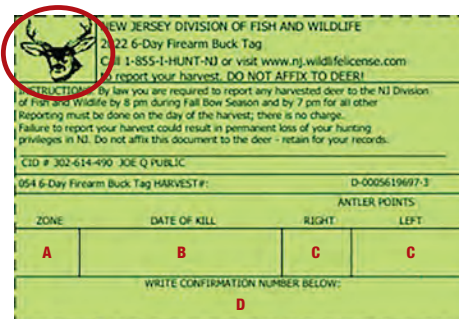 NEW JERSEY DIVISION OF FISH AND WILDLIFE
2022 6-Day Firearm Buck Tag
Call 1-855-I-HUNT-NJ or visit www.nj.wildlifelicense.com
to report your harvest. DO NOT AFFIX TO DEER!
INSTRUCTION By law you are required to report any harvested deer to the NJ Division
of Fish and Wildlife by 8 pm during Fall Bow Season and by 7 pm for all other
Reporting must be done on the day of the harvest; there is no charge.
Failure to report your harvest could result in permanent loss of your hunting
privileges in NJ. Do not affix this document to the deer - retain for your records.
CID # 302-614-490 JOE Q PUBLIC
054 6-Day Firearm Buck Tag HARVEST#: D-0005619697-3
ANTLER POINTS
ZONE DATE OF KILL RIGHT LEFT
A B C C
WRITE CONFIRMATION NUMBER BELOW:
D